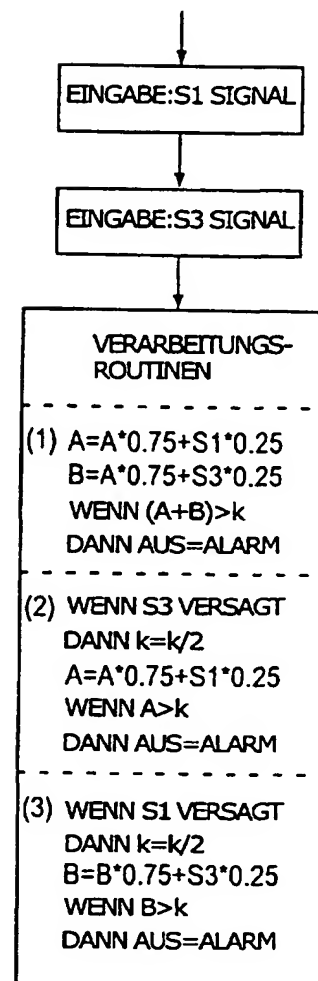 EINGABE:S1 SIGNAL
EINGABE:S3 SIGNAL
VERARBEITUNGS-
ROUTINEN
(1) A=A*0.75+S1*0.25
B=A*0.75+S3*0.25
WENN (A+B)>k
DANN AUS=ALARM
(2) WENN S3 VERSAGT
DANN k=k/2
A=A*0.75+S1*0.25
WENN A>k
DANN AUS=ALARM
(3) WENN S1 VERSAGT
DANN k=k/2
B=B*0.75+S3*0.25
WENN B>k
DANN AUS=ALARM